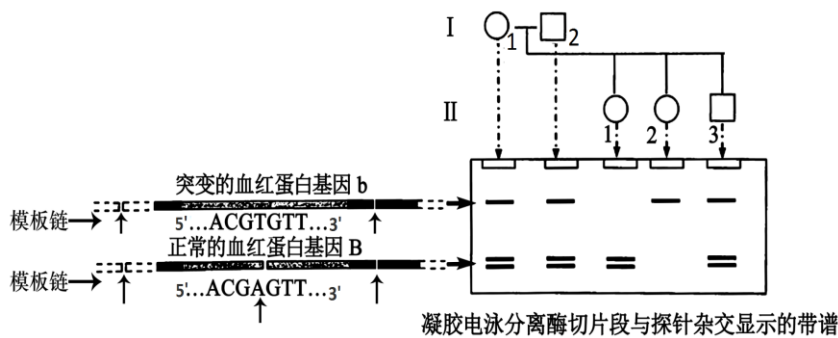 I
1
2
II
1
2
3
突变的血红蛋白基因 b
模板链
5'...ACGTGTT...3'
正常的血红蛋白基因 B
模板链
5'...ACGAGTT...3'
凝胶电泳分离酶切片段与探针杂交显示的带谱